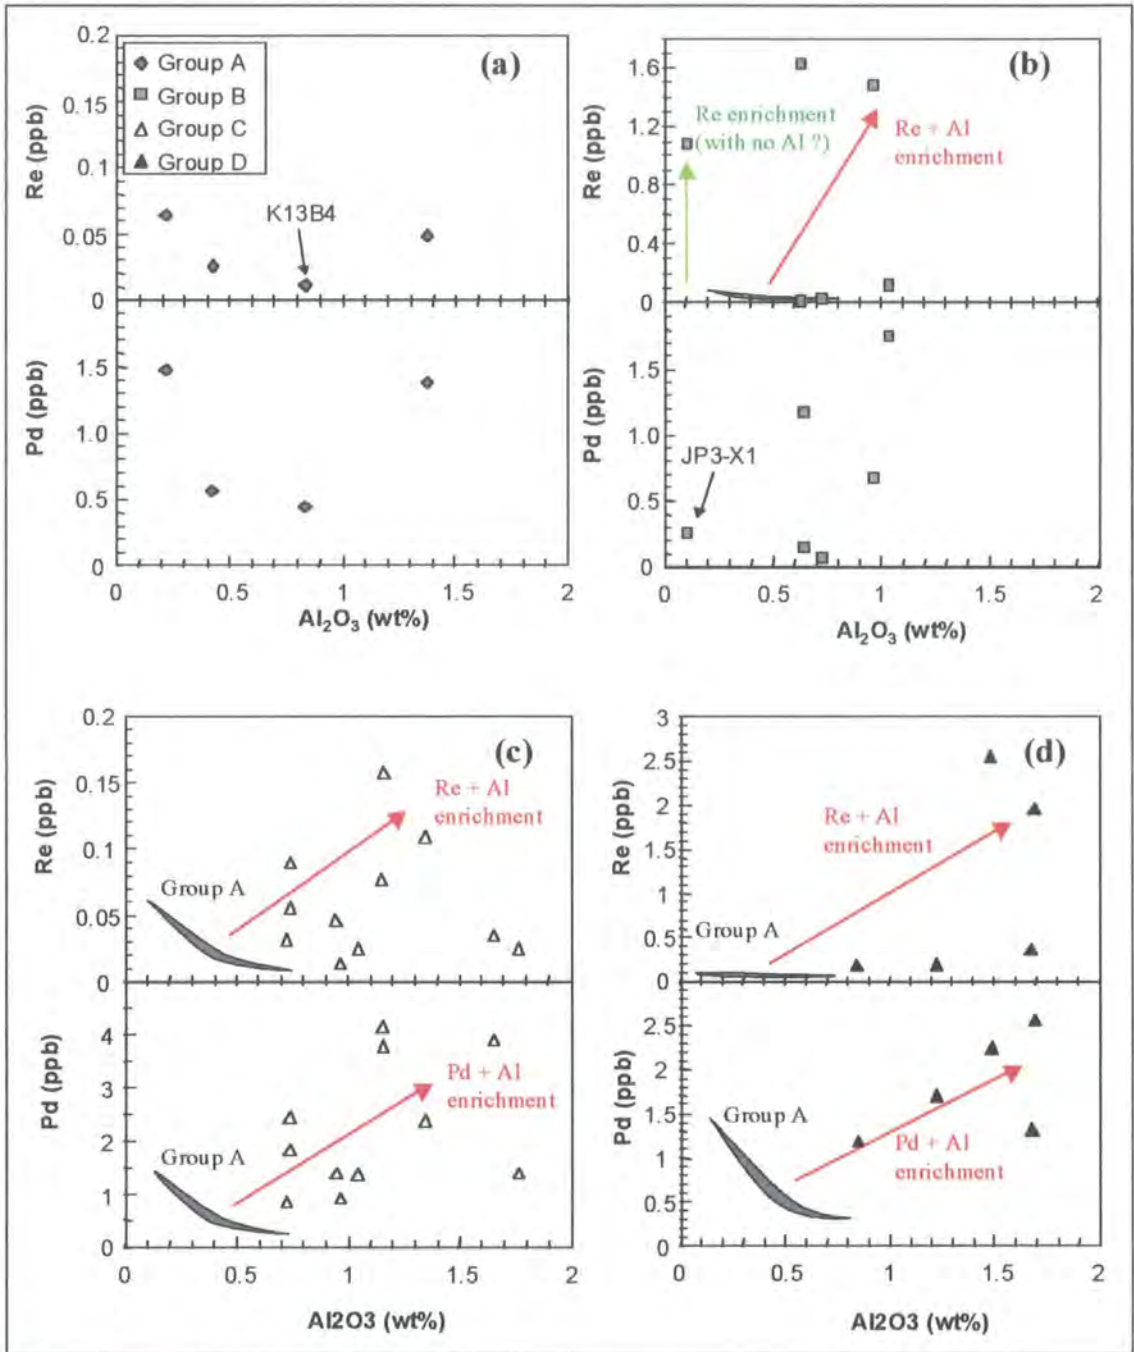 (a)
Group A
Group B
Group C
Group D
0.2
0.15
0.1
0.05
0
Re (ppb)
K13B4
1.5
1.0
0.5
0
Pd (ppb)
0 0.5 1 1.5 2
Al₂O₃ (wt%)
(b)
1.6
1.2
0.8
0.4
0
Re (ppb)
Re enrichment
(with no Al ?)
Re + Al
enrichment
1.5
1.0
0.5
0
Pd (ppb)
JP3-X1
0 0.5 1 1.5 2
Al₂O₃ (wt%)
(c)
0.2
0.15
0.1
0.05
0
Re (ppb)
Re + Al
enrichment
Group A
4
3
2
1
0
Pd (ppb)
Pd + Al
enrichment
Group A
0 0.5 1 1.5 2
Al2O3 (wt%)
(d)
3
2.5
2
1.5
1
0.5
0
Re (ppb)
Re + Al
enrichment
Group A
2.5
2
1.5
1
0.5
0
Pd (ppb)
Group A
Pd + Al
enrichment
0 0.5 1 1.5 2
Al2O3 (wt%)